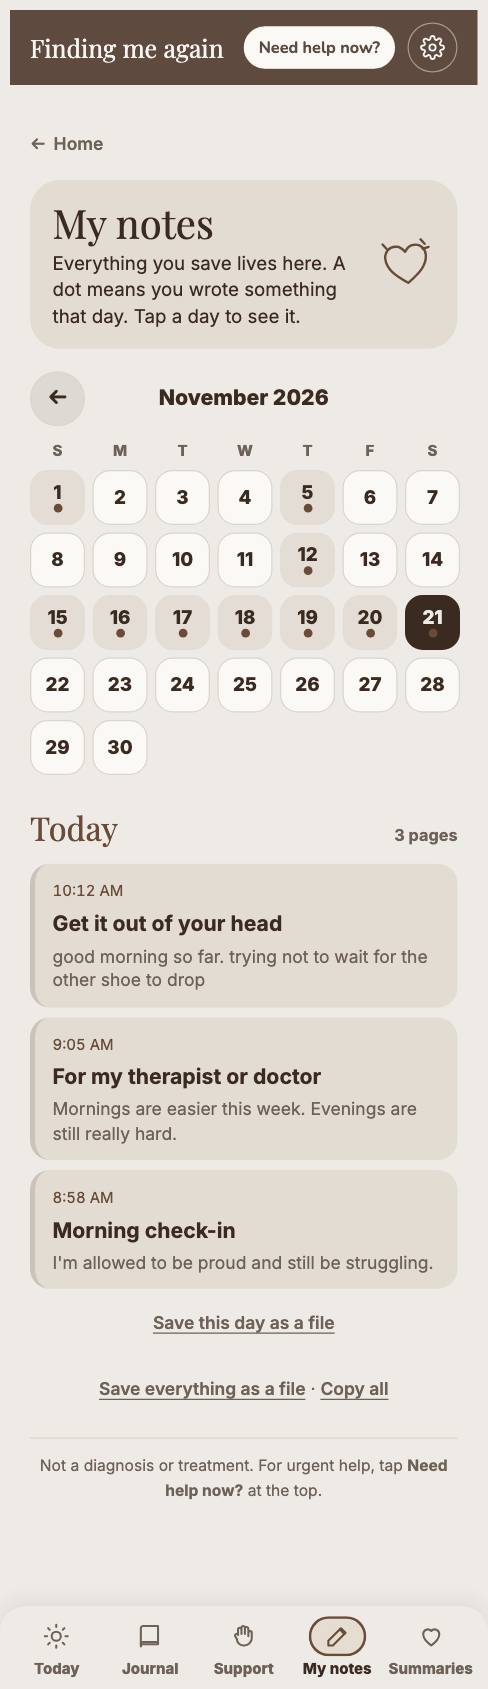 Finding me again
Need help now?
← Home
My notes
Everything you save lives here. A
dot means you wrote something
that day. Tap a day to see it.
November 2026
S M T W T F S
1 2 3 4 5 6 7
8 9 10 11 12 13 14
15 16 17 18 19 20 21
22 23 24 25 26 27 28
29 30
Today
3 pages
10:12 AM
Get it out of your head
good morning so far. trying not to wait for the
other shoe to drop
9:05 AM
For my therapist or doctor
Mornings are easier this week. Evenings are
still really hard.
8:58 AM
Morning check-in
I'm allowed to be proud and still be struggling.
Save this day as a file
Save everything as a file · Copy all
Not a diagnosis or treatment. For urgent help, tap Need
help now? at the top.
Today Journal Support My notes Summaries